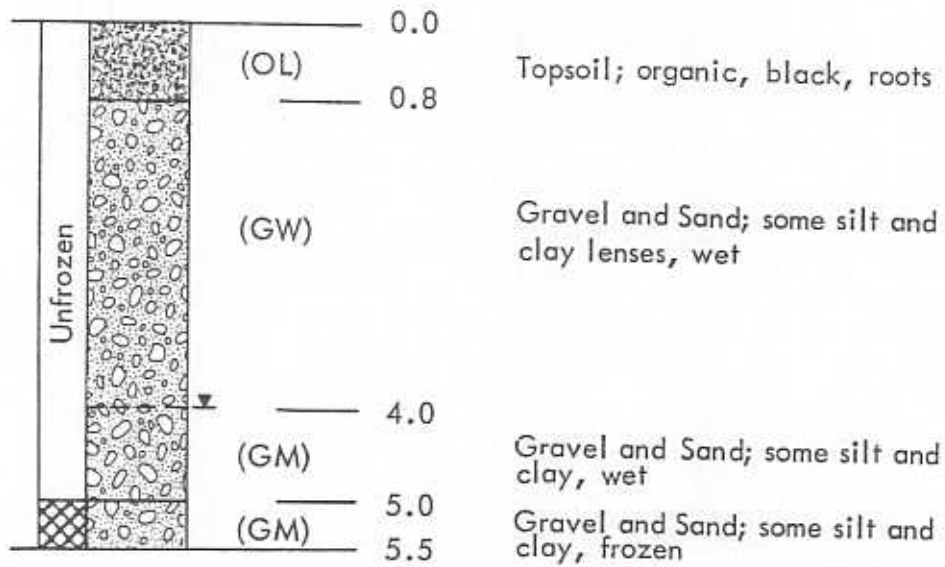 0.0
(OL)
Topsoil; organic, black, roots
0.8
(GW)
Gravel and Sand; some silt and
clay lenses, wet
Unfrozen
4.0
(GM)
Gravel and Sand; some silt and
clay, wet
5.0
(GM)
Gravel and Sand; some silt and
clay, frozen
5.5